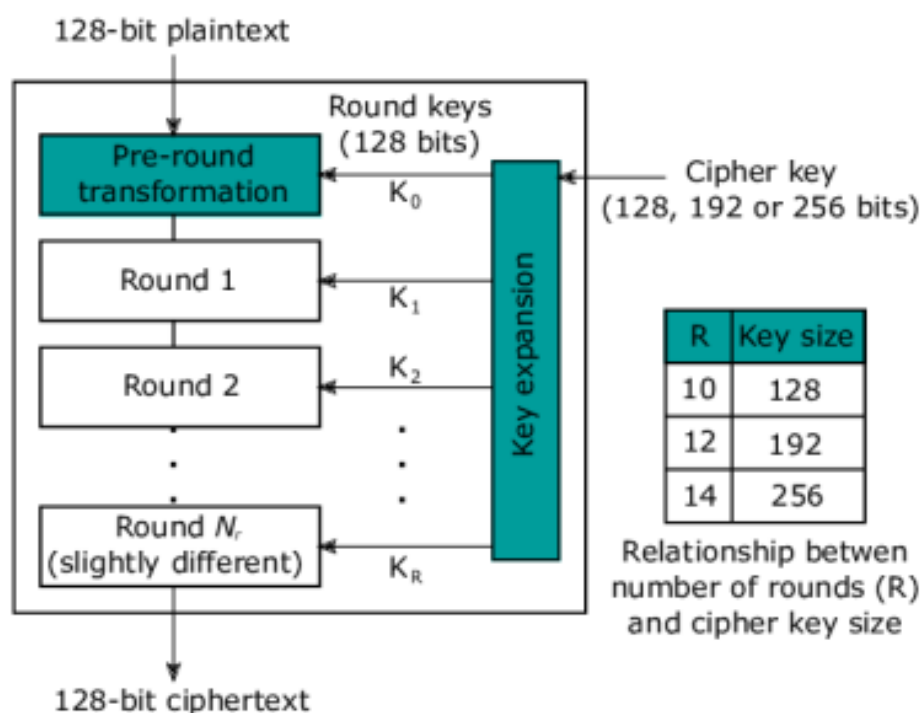 128-bit plaintext
Round keys
(128 bits)
Pre-round
transformation
K₀
Cipher key
(128, 192 or 256 bits)
Round 1
K₁
Round 2
K₂
Key expansion
.
.
.
.
.
.
.
.
Round Nᵣ
(slightly different)
K_R
128-bit ciphertext
R Key size
10 128
12 192
14 256
Relationship betwen
number of rounds (R)
and cipher key size